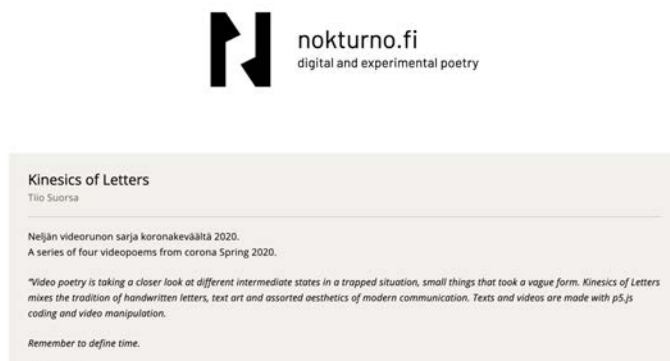 nokturno.fi
digital and experimental poetry
Kinesics of Letters
Tiio Suorsa
Neljän videorunon sarja koronakeväältä 2020.
A series of four videopoems from corona Spring 2020.
"Video poetry is taking a closer look at different intermediate states in a trapped situation, small things that took a vague form. Kinesics of Letters
mixes the tradition of handwritten letters, text art and assorted aesthetics of modern communication. Texts and videos are made with p5.js
coding and video manipulation.
Remember to define time.